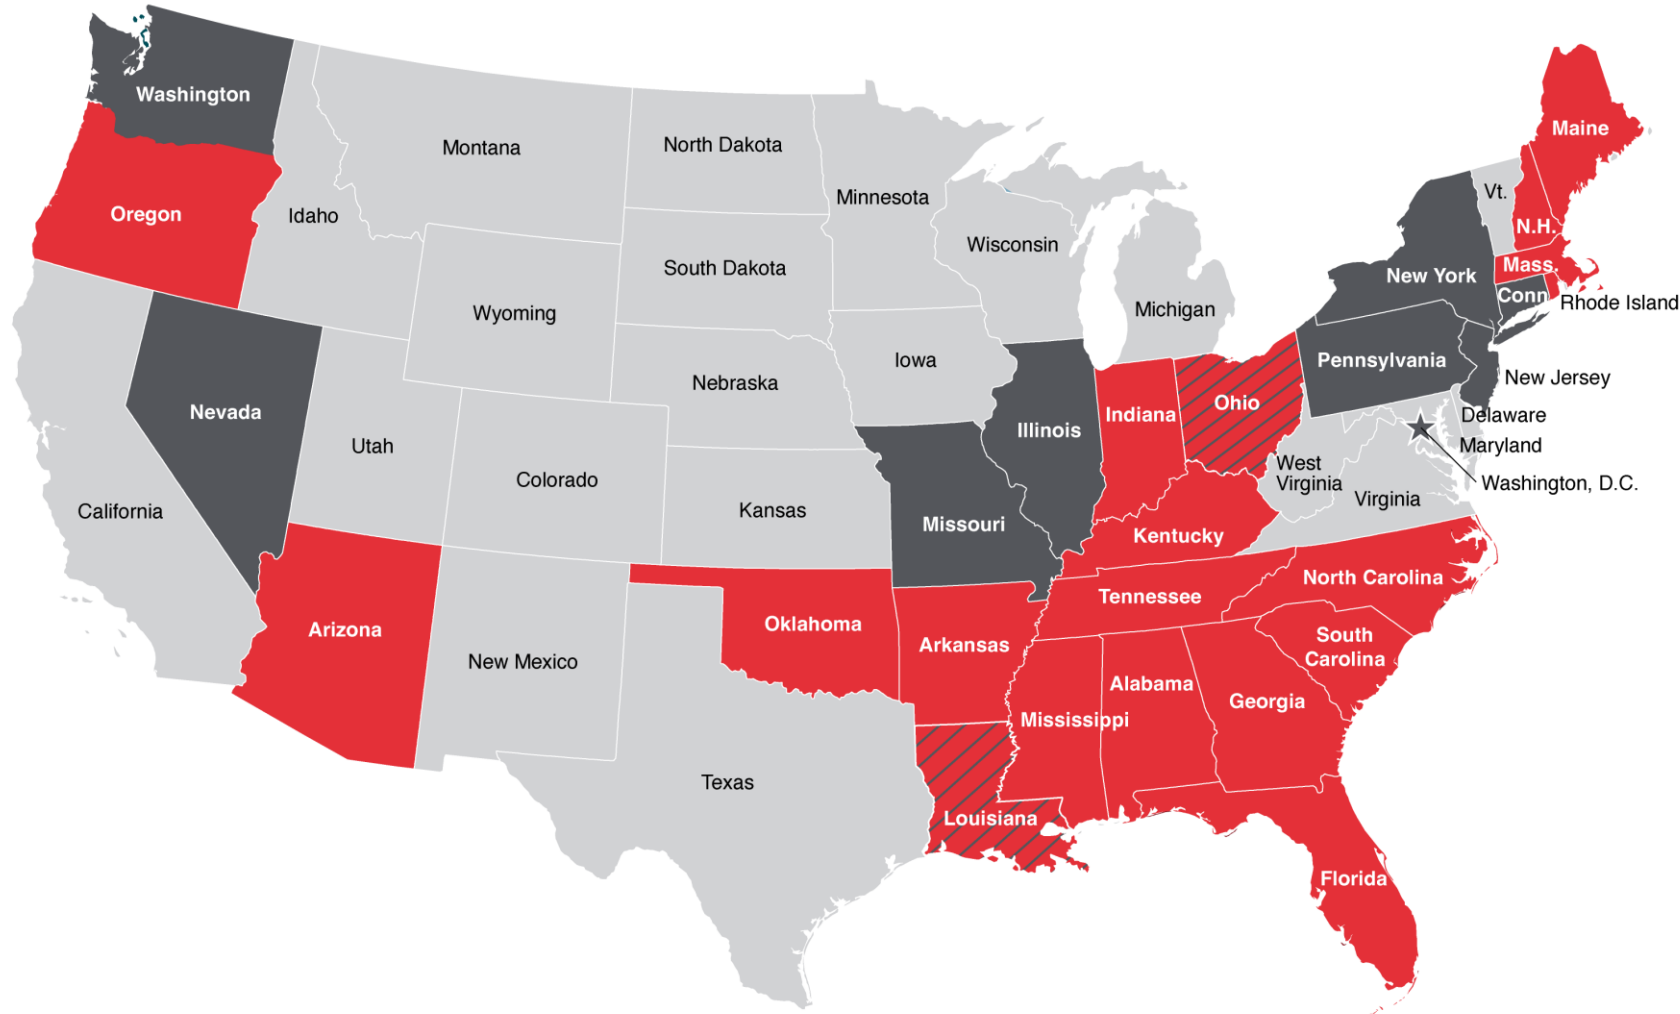 Washington
Maine
Montana
North Dakota
Minnesota
Vt.
Oregon
Idaho
N.H.
Wisconsin
South Dakota
Mass.
New York
Conn
Rhode Island
Wyoming
Michigan
Iowa
Pennsylvania
New Jersey
Nebraska
Nevada
Ohio
Indiana
Delaware
Illinois
Utah
Maryland
Colorado
West
Virginia
Washington, D.C.
Virginia
California
Kansas
Missouri
Kentucky
North Carolina
Tennessee
Oklahoma
Arizona
South
Carolina
Arkansas
New Mexico
Alabama
Georgia
Mississippi
Texas
Louisiana
Florida